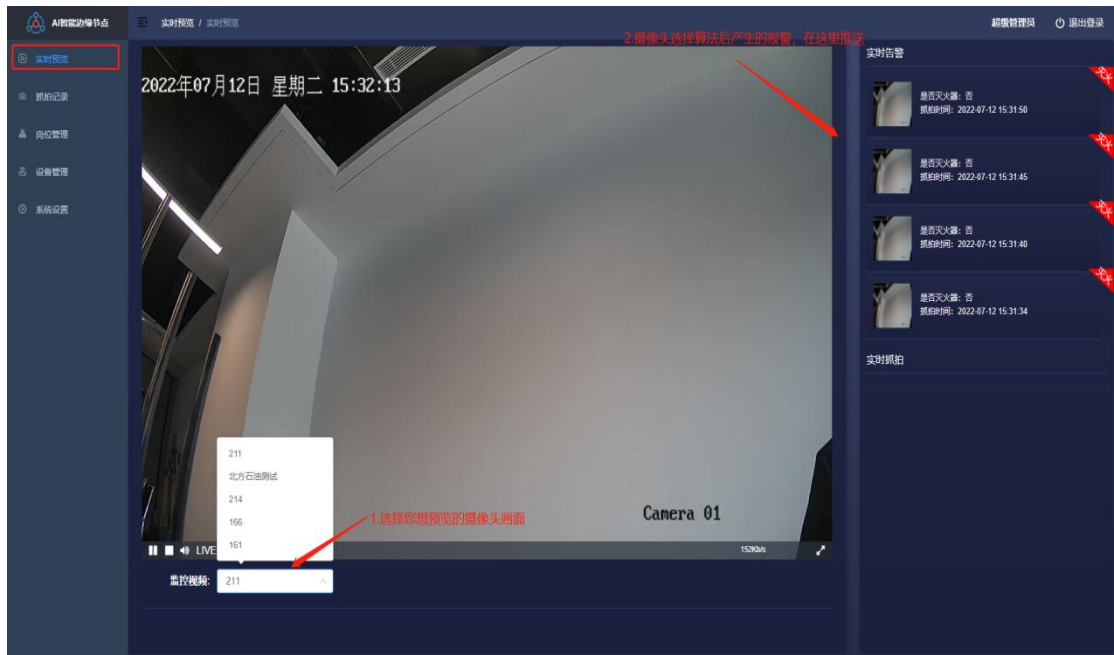 AI智能边缘节点
实时预览 / 实时预览
超级管理员
退出登录
实时预览
抓拍记录
岗位管理
设备管理
系统设置
2.摄像头选择算法后产生的报警，在这里推送
2022年07月12日 星期二 15:32:13
Camera 01
211
北方石油测试
214
166
161
1.选择您想预览的摄像头画面
LIVE
152Kb/s
监控视频:
211
实时告警
是否灭火器: 否
抓拍时间: 2022-07-12 15:31:50
是否灭火器: 否
抓拍时间: 2022-07-12 15:31:45
是否灭火器: 否
抓拍时间: 2022-07-12 15:31:40
是否灭火器: 否
抓拍时间: 2022-07-12 15:31:34
实时抓拍